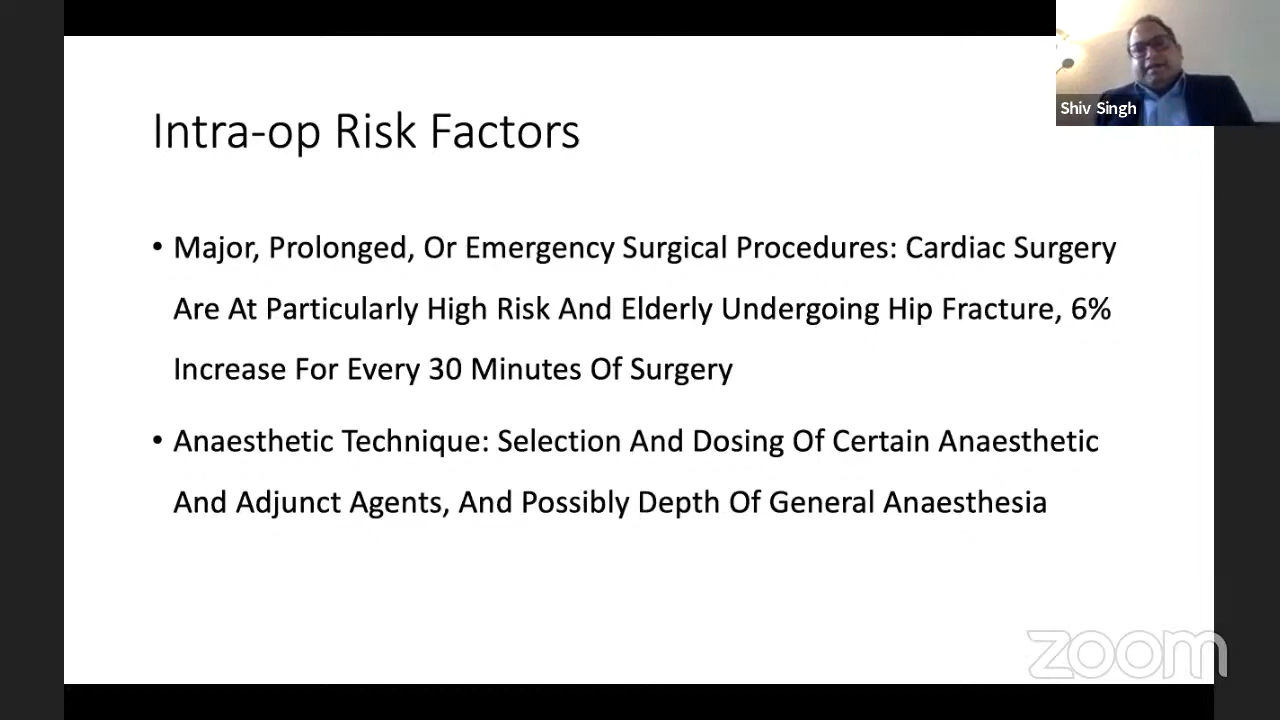 Shiv Singh
Intra-op Risk Factors
• Major, Prolonged, Or Emergency Surgical Procedures: Cardiac Surgery
Are At Particularly High Risk And Elderly Undergoing Hip Fracture, 6%
Increase For Every 30 Minutes Of Surgery
• Anaesthetic Technique: Selection And Dosing Of Certain Anaesthetic
And Adjunct Agents, And Possibly Depth Of General Anaesthesia
zoom